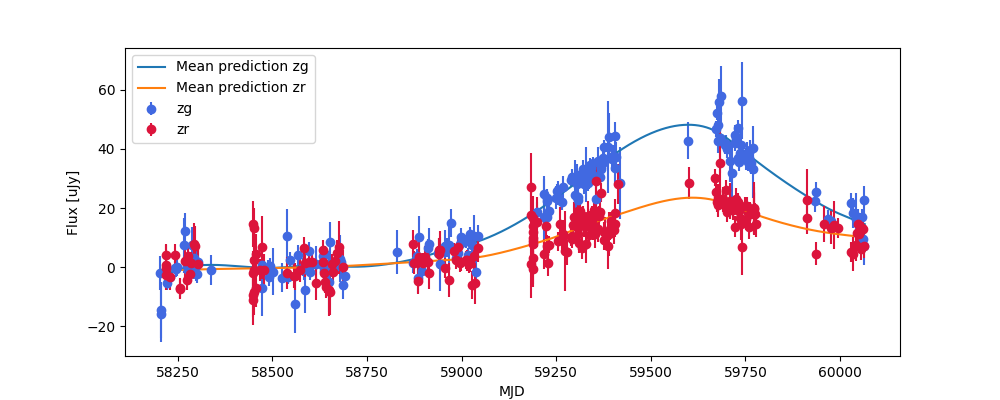 Mean prediction zg
Mean prediction zr
zg
zr
60
40
20
0
−20
Flux [uJy]
58250 58500 58750 59000 59250 59500 59750 60000
MJD